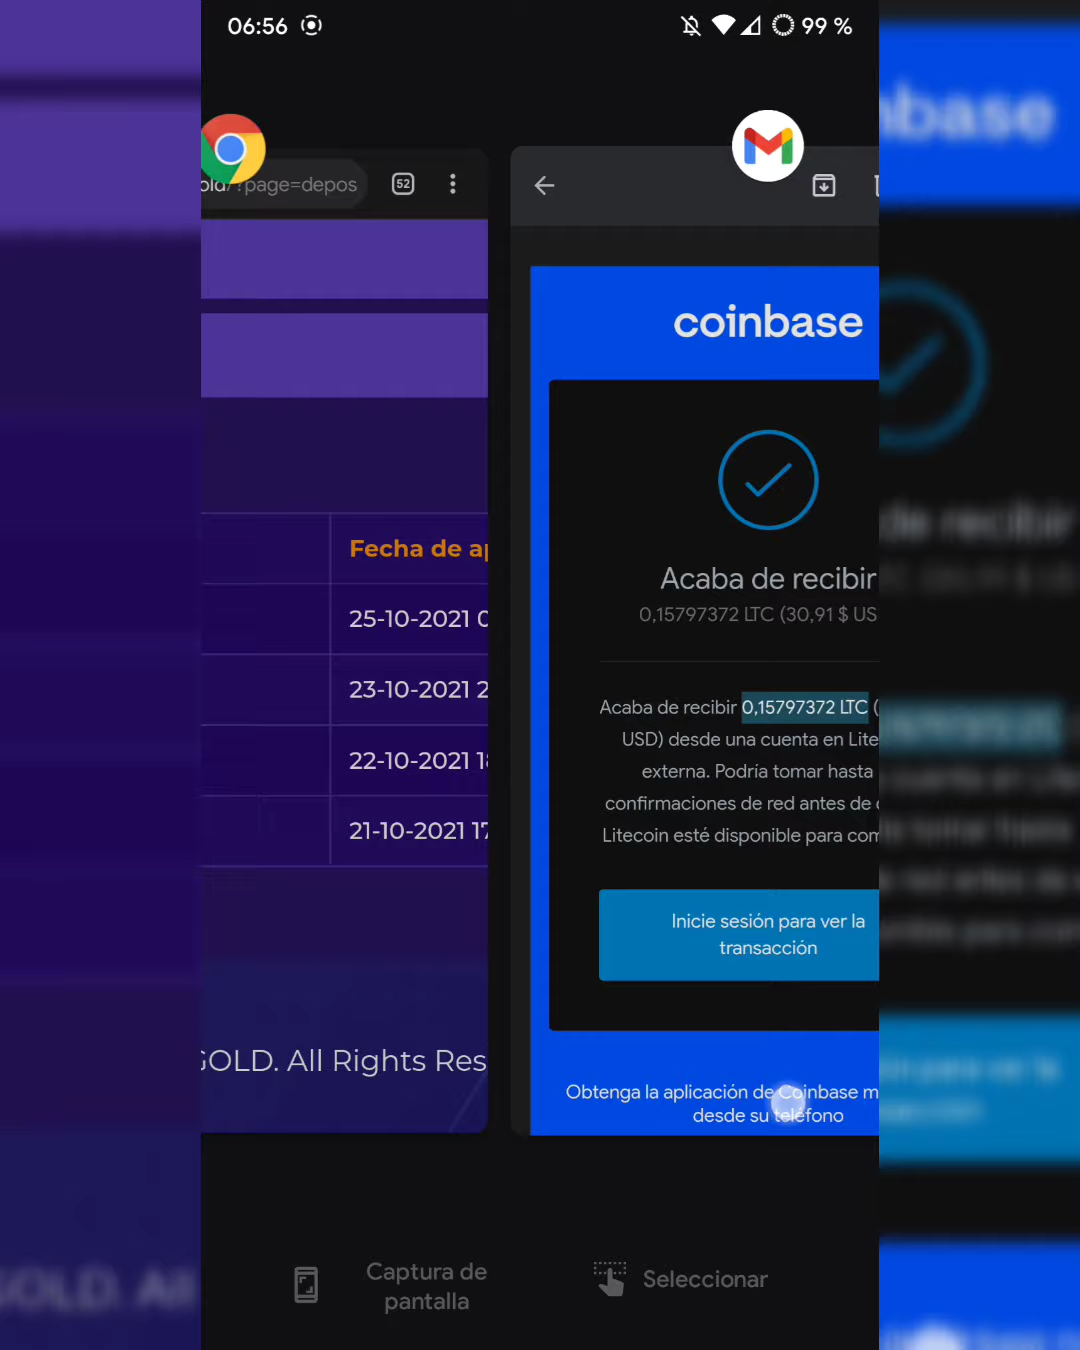 06:56
99 %
?page=depos
52
Fecha de
25-10-2021
23-10-2021 2
22-10-2021
21-10-2021
GOLD. All Rights Res
coinbase
Acaba de recibir
0,15797372 LTC (30,91 $ US
Acaba de recibir 0,15797372 LTC (
USD) desde una cuenta en Lite
externa. Podría tomar hasta
confirmaciones de red antes de
Litecoin esté disponible para com
Inicie sesión para ver la
transacción
Obtenga la aplicación de Coinbase m
desde su teléfono
Captura de
pantalla
Seleccionar